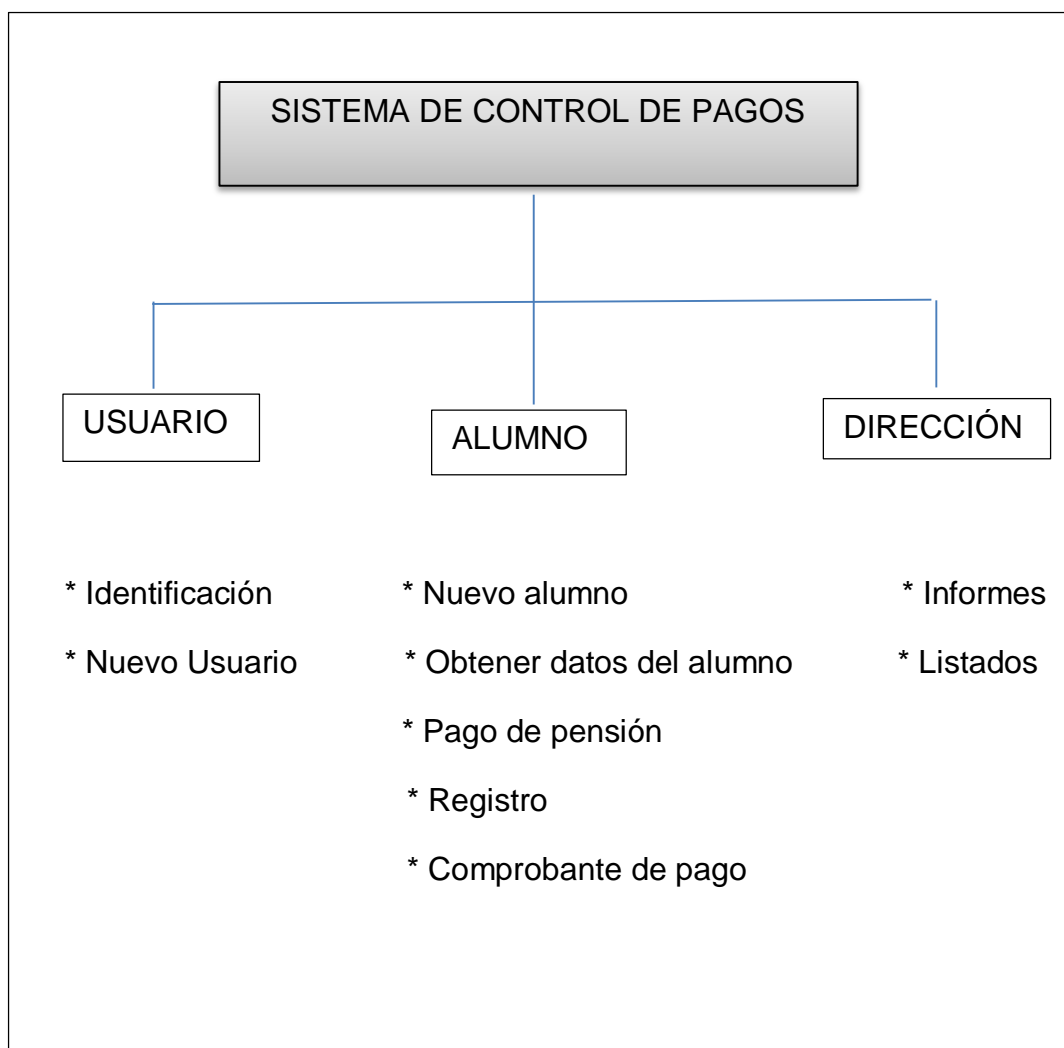 SISTEMA DE CONTROL DE PAGOS
USUARIO
ALUMNO
DIRECCIÓN
* Identificación
* Nuevo Usuario
* Nuevo alumno
* Obtener datos del alumno
* Pago de pensión
* Registro
* Comprobante de pago
* Informes
* Listados